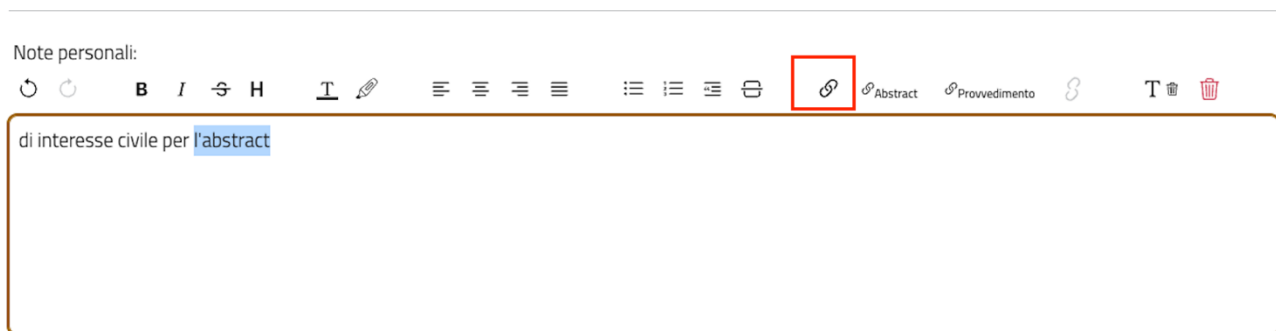 Note personali:
B I S H T Abstract Provvedimento T
di interesse civile per l'abstract